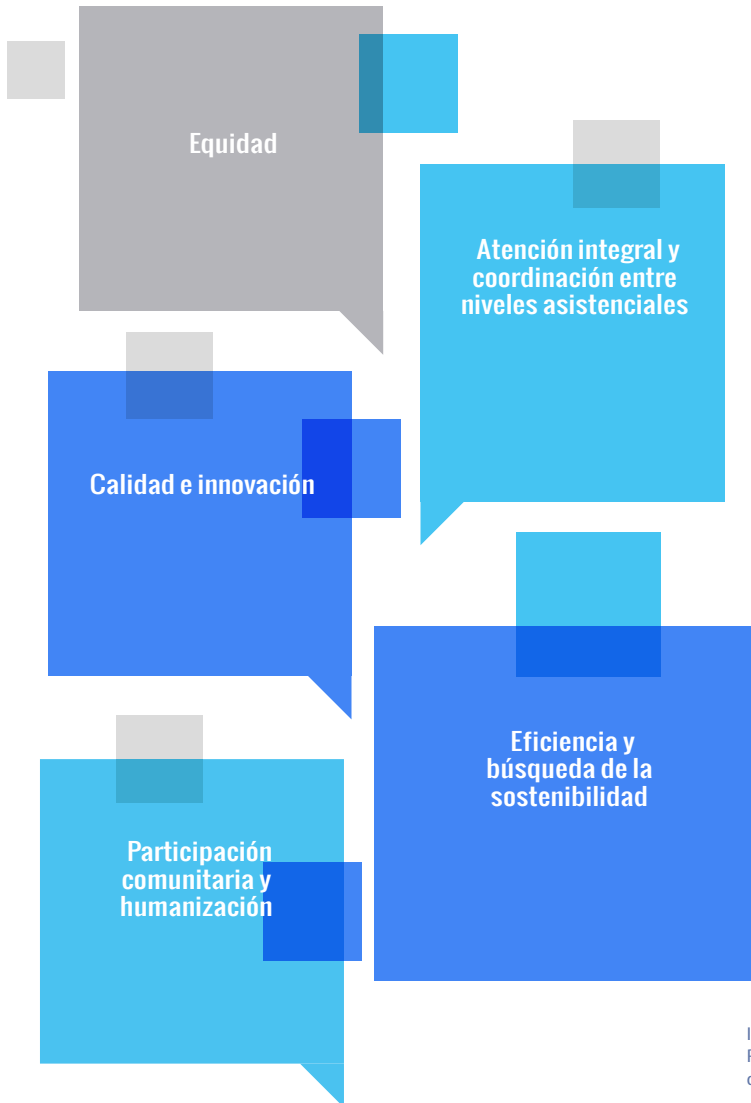 Equidad
Atención integral y
coordinación entre
niveles asistenciales
Calidad e innovación
Eficiencia y
búsqueda de la
sostenibilidad
Participación
comunitaria y
humanización